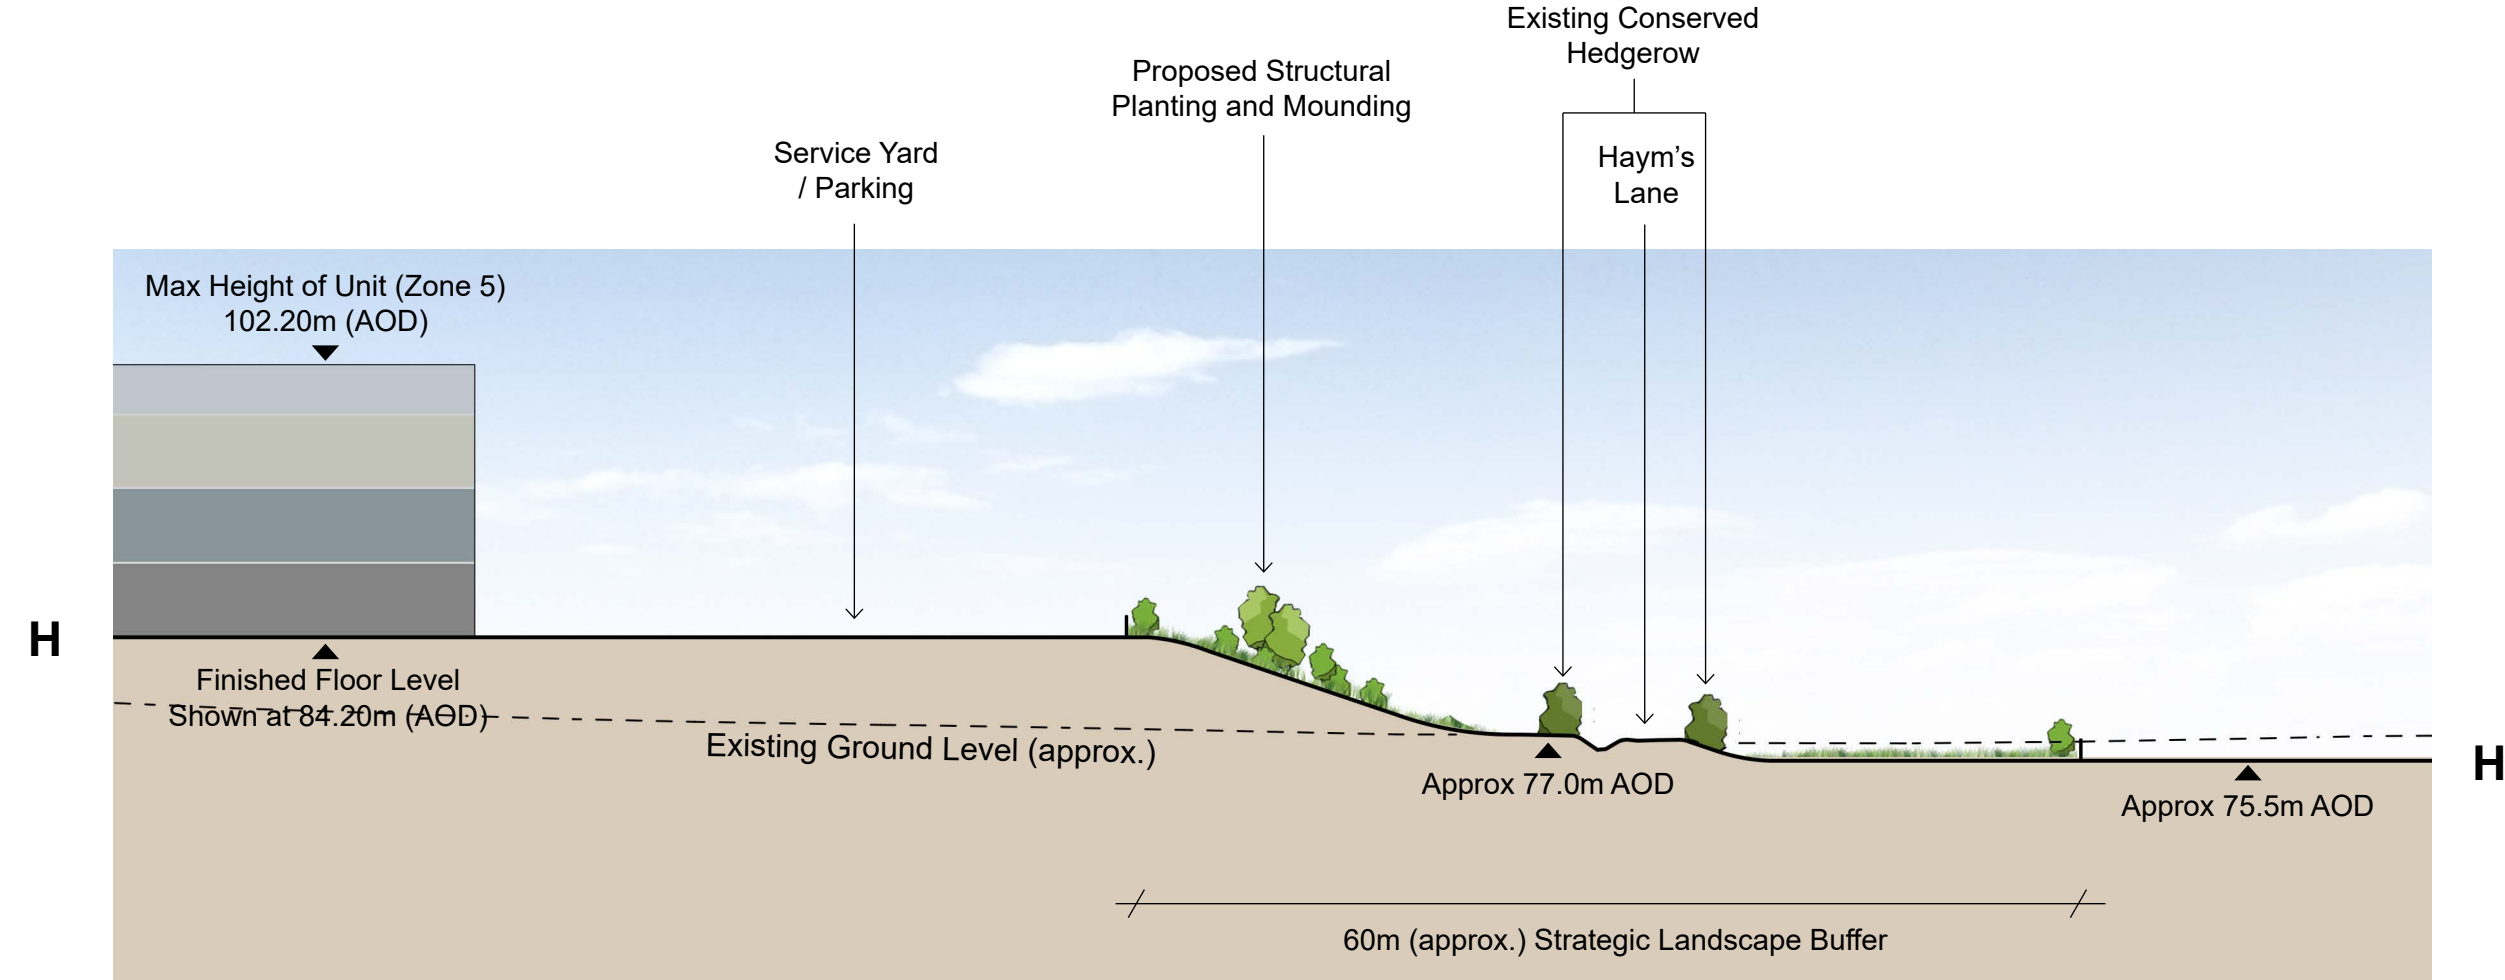 Existing Conserved
Hedgerow
Proposed Structural
Planting and Mounding
Service Yard
/ Parking
Haym’s
Lane
Max Height of Unit (Zone 5)
102.20m (AOD)
H
Finished Floor Level
Shown at 84.20m (AOD)
Existing Ground Level (approx.)
Approx 77.0m AOD
H
Approx 75.5m AOD
60m (approx.) Strategic Landscape Buffer